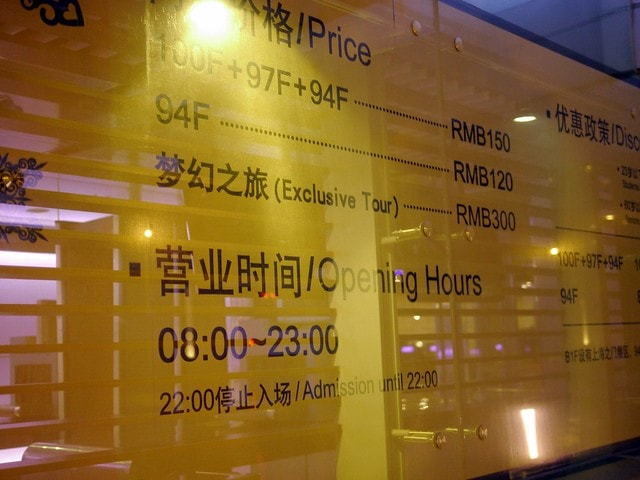 价格/Price
100F+97F+94F RMB150
94F RMB120
梦幻之旅 (Exclusive Tour) RMB300
营业时间/Opening Hours
08:00~23:00
22:00停止入场/Admission until 22:00
优惠政策/Disc
100F+97F+94F
94F